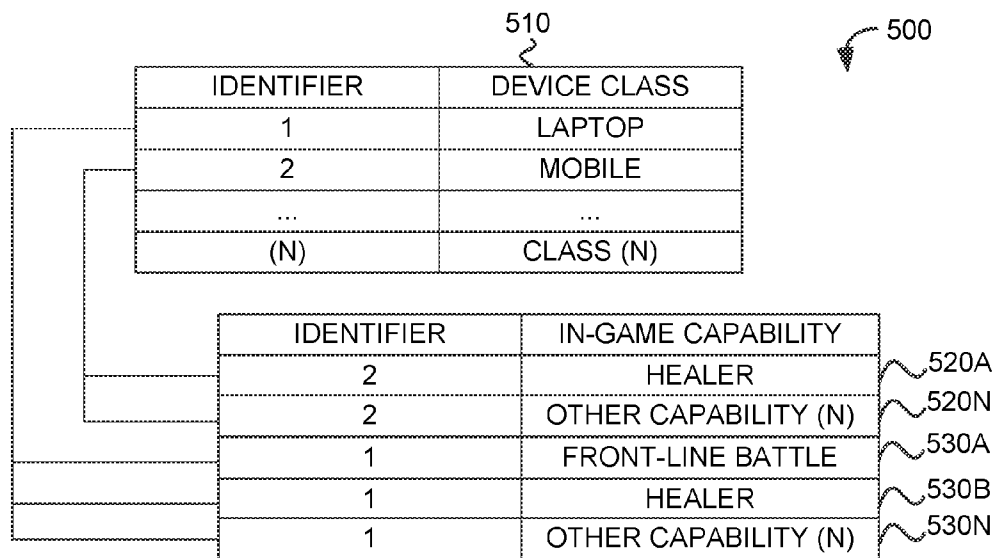 510
500
IDENTIFIER DEVICE CLASS
1 LAPTOP
2 MOBILE
... ...
(N) CLASS (N)
IDENTIFIER IN-GAME CAPABILITY
2 HEALER 520A
2 OTHER CAPABILITY (N) 520N
1 FRONT-LINE BATTLE 530A
1 HEALER 530B
1 OTHER CAPABILITY (N) 530N